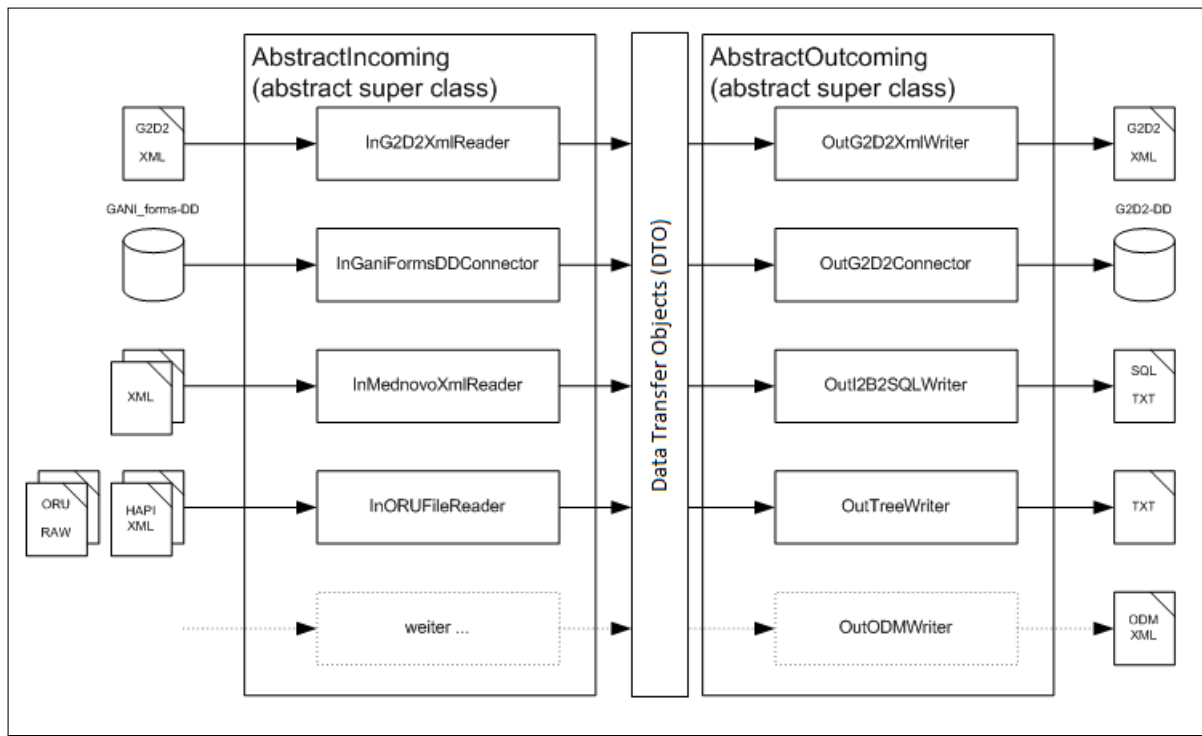 AbstractIncoming
(abstract super class)
AbstractOutcoming
(abstract super class)
G2D2
XML
InG2D2XmlReader
OutG2D2XmlWriter
G2D2
XML
GANI_forms-DD
InGaniFormsDDConnector
OutG2D2Connector
G2D2-DD
Data Transfer Objects (DTO)
XML
InMednovoXmlReader
OutI2B2SQLWriter
SQL
TXT
ORU
RAW
HAPI
XML
InORUFileReader
OutTreeWriter
TXT
weiter ...
OutODMWriter
ODM
XML